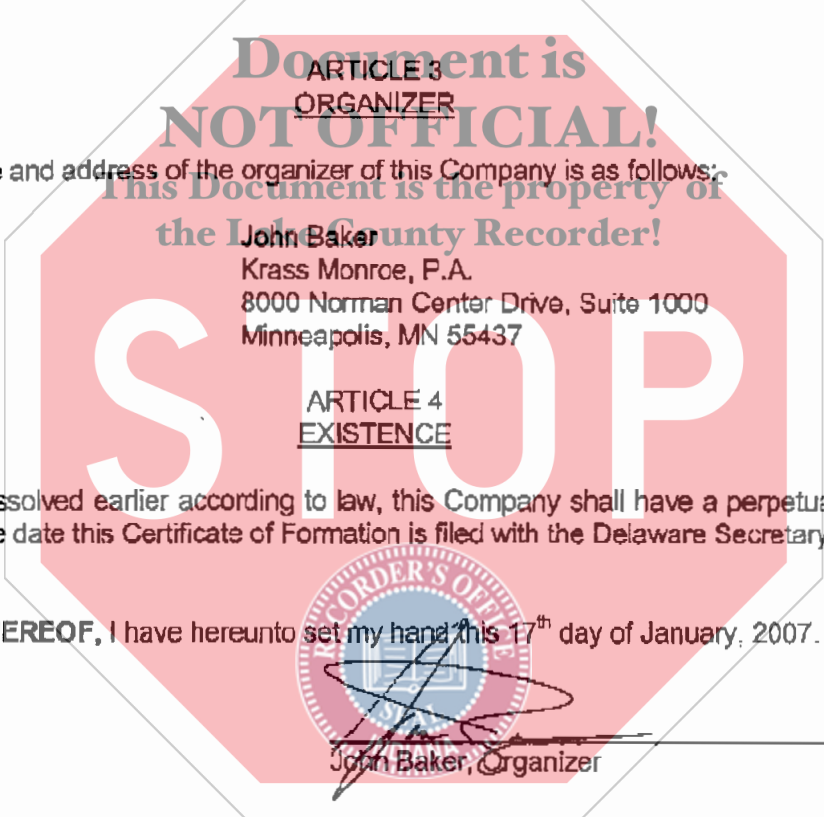 Document is
ARTICLE 3
ORGANIZER
NOT OFFICIAL!
and address of the organizer of this Company is as follows:
This Document is the property of
the Lake County Recorder!
John Baker
Krass Monroe, P.A.
8000 Norman Center Drive, Suite 1000
Minneapolis, MN 55437
STOP
ARTICLE 4
EXISTENCE
ssolved earlier according to law, this Company shall have a perpetua
e date this Certificate of Formation is filed with the Delaware Secretary
RECORDER'S OFFICE
EREOF, I have hereunto set my hand this 17th day of January, 2007.
SEAL
INDIANA
John Baker, Organizer